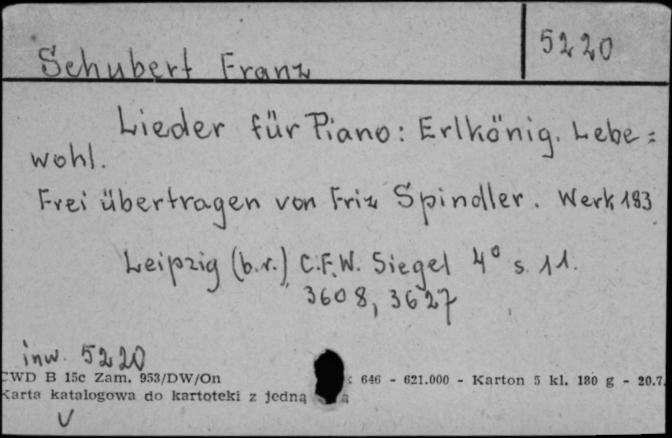 5220
Schubert Franz
Lieder für Piano: Erlkönig. Lebe=
wohl.
Frei übertragen von Friz Spindler. Werk 183
Leipzig (b.r.) C.F.W. Siegel 4° s. 11.
3608, 3627
inw. 5220
CWD B 15c Zam. 953/DW/On 646 - 621.000 - Karton 5 kl. 180 g - 20.7.
Karta katalogowa do kartoteki z jedną
V